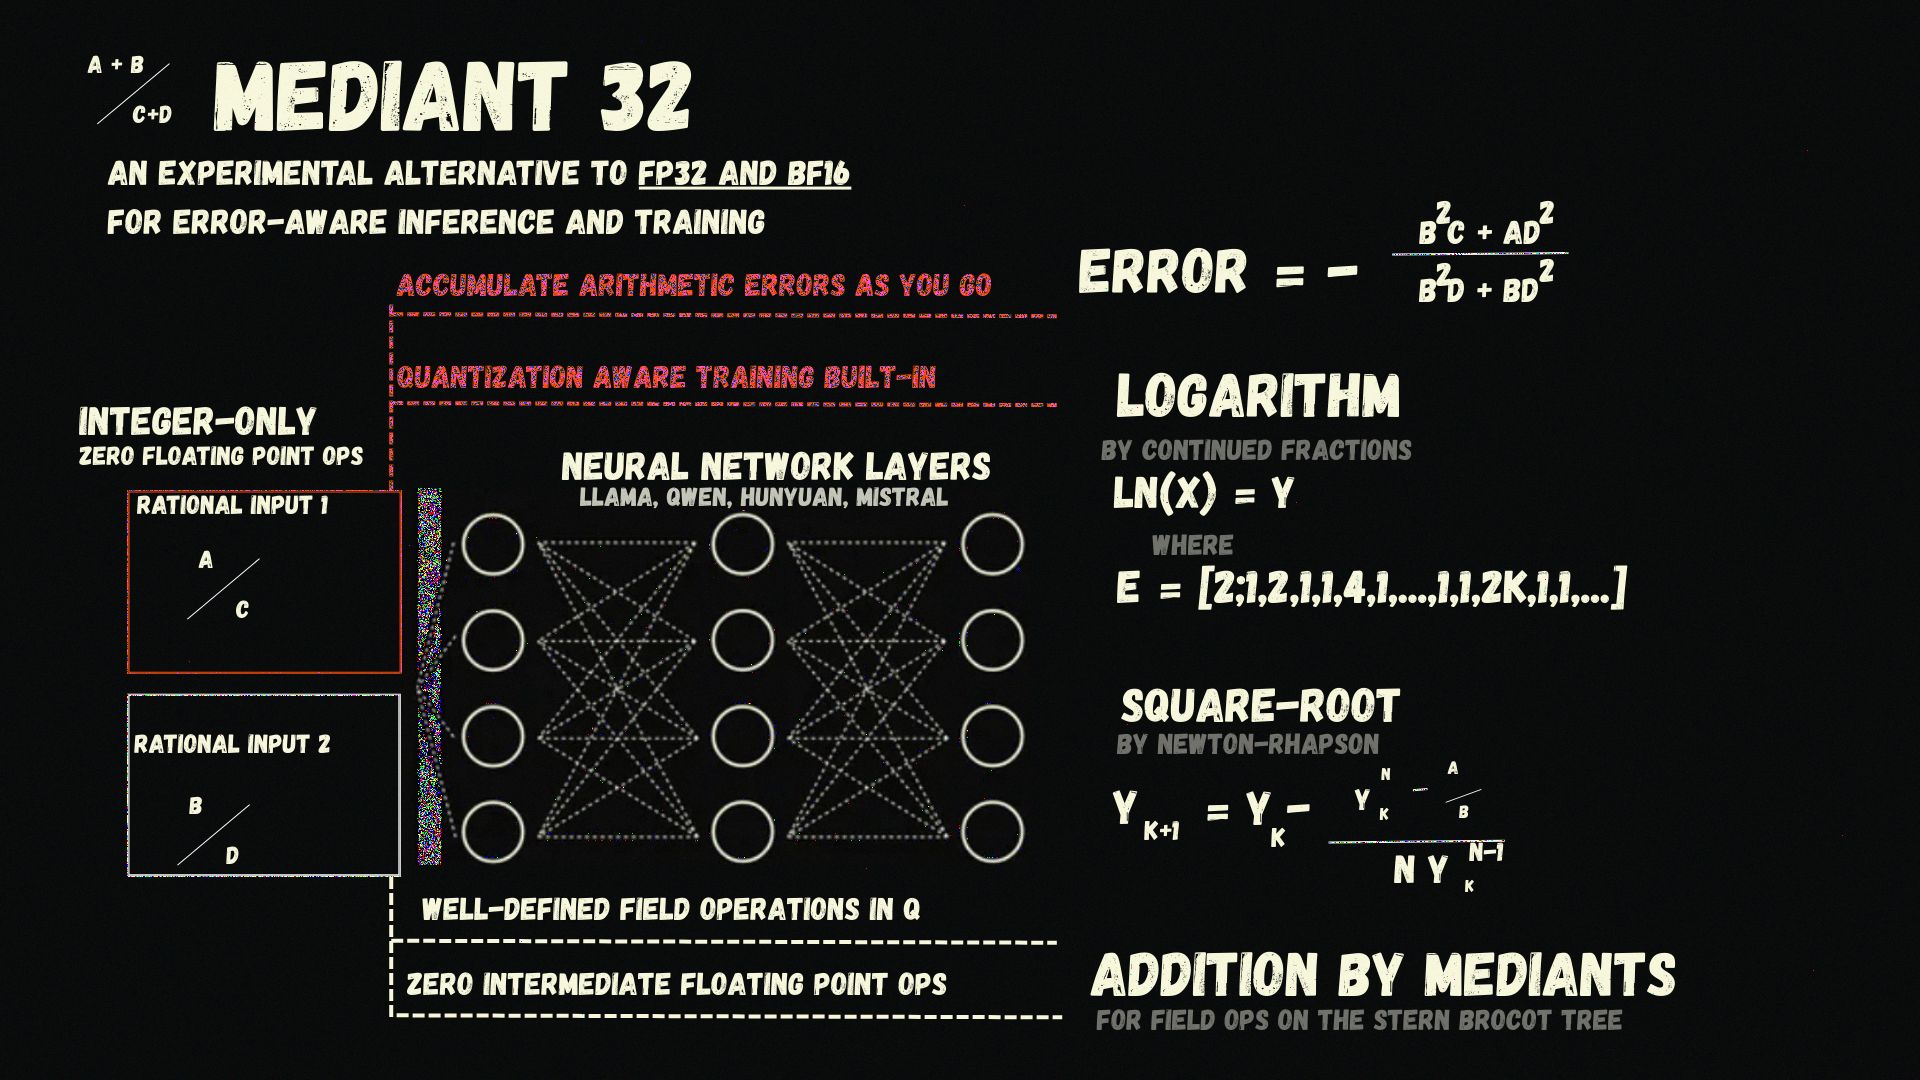 A + B
C+D
MEDIANT 32
AN EXPERIMENTAL ALTERNATIVE TO FP32 AND BF16
FOR ERROR-AWARE INFERENCE AND TRAINING
ACCUMULATE ARITHMETIC ERRORS AS YOU GO
QUANTIZATION AWARE TRAINING BUILT-IN
INTEGER-ONLY
ZERO FLOATING POINT OPS
RATIONAL INPUT 1
A
C
RATIONAL INPUT 2
B
D
NEURAL NETWORK LAYERS
LLAMA, QWEN, HUNYUAN, MISTRAL
WELL-DEFINED FIELD OPERATIONS IN Q
ZERO INTERMEDIATE FLOATING POINT OPS
B²C + AD²
ERROR = -
B²D + BD²
LOGARITHM
BY CONTINUED FRACTIONS
LN(X) = Y
WHERE
E = [2;1,2,1,1,4,1,...,1,1,2K,1,1,...]
SQUARE-ROOT
BY NEWTON-RHAPSON
Y K+1 = Y K - Y K N - A B
N Y K N-1
ADDITION BY MEDIANTS
FOR FIELD OPS ON THE STERN BROCOT TREE